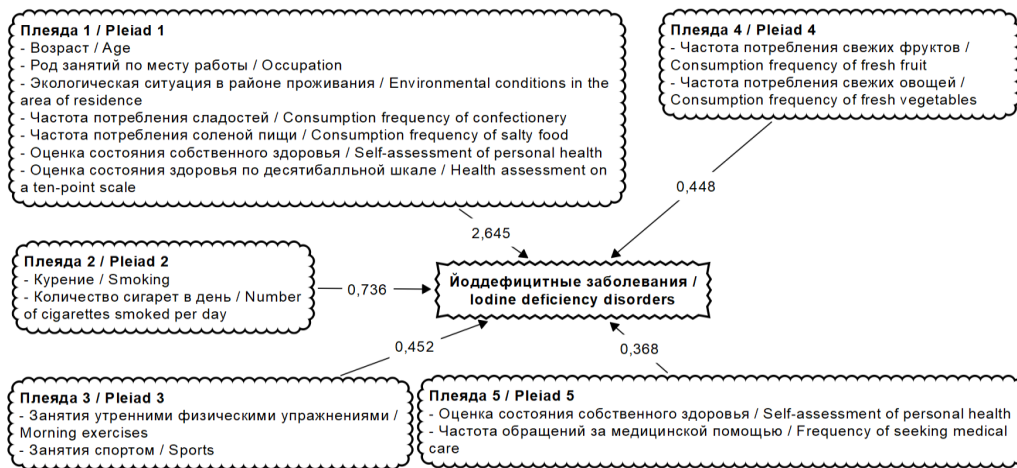 Плеяда 1 / Pleiad 1
- Возраст / Age
- Род занятий по месту работы / Occupation
- Экологическая ситуация в районе проживания / Environmental conditions in the
area of residence
- Частота потребления сладостей / Consumption frequency of confectionery
- Частота потребления соленой пищи / Consumption frequency of salty food
- Оценка состояния собственного здоровья / Self-assessment of personal health
- Оценка состояния здоровья по десятибалльной шкале / Health assessment on
a ten-point scale
Плеяда 4 / Pleiad 4
- Частота потребления свежих фруктов /
Consumption frequency of fresh fruit
- Частота потребления свежих овощей /
Consumption frequency of fresh vegetables
2,645
0,448
Плеяда 2 / Pleiad 2
- Курение / Smoking
- Количество сигарет в день / Number
of cigarettes smoked per day
0,736
Йоддефицитные заболевания /
Iodine deficiency disorders
0,452
0,368
Плеяда 3 / Pleiad 3
- Занятия утренними физическими упражнениями /
Morning exercises
- Занятия спортом / Sports
Плеяда 5 / Pleiad 5
- Оценка состояния собственного здоровья / Self-assessment of personal health
- Частота обращений за медицинской помощью / Frequency of seeking medical
care